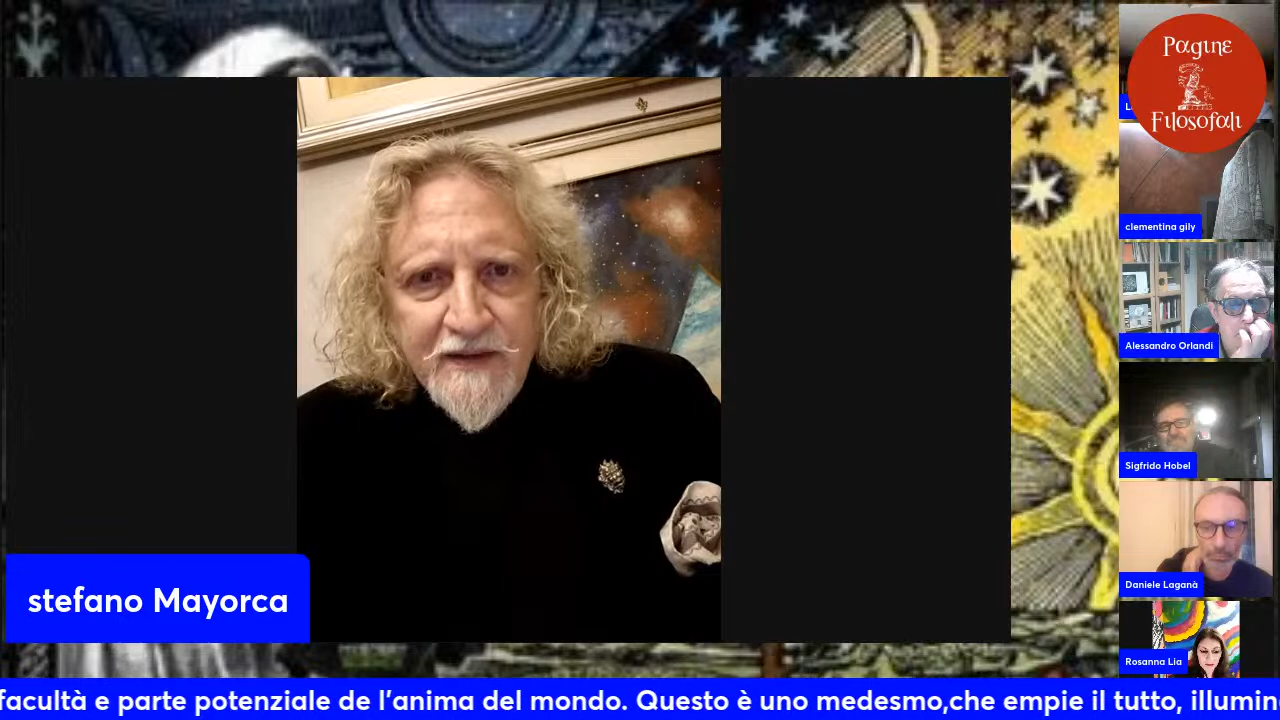 Pagine
Filosofali
clementina gily
Alessandro Orlandi
Sigfrido Hobel
Daniele Laganà
Rosanna Lia
stefano Mayorca
facultà e parte potenziale de l'anima del mondo. Questo è uno medesmo,che empie il tutto, illumin